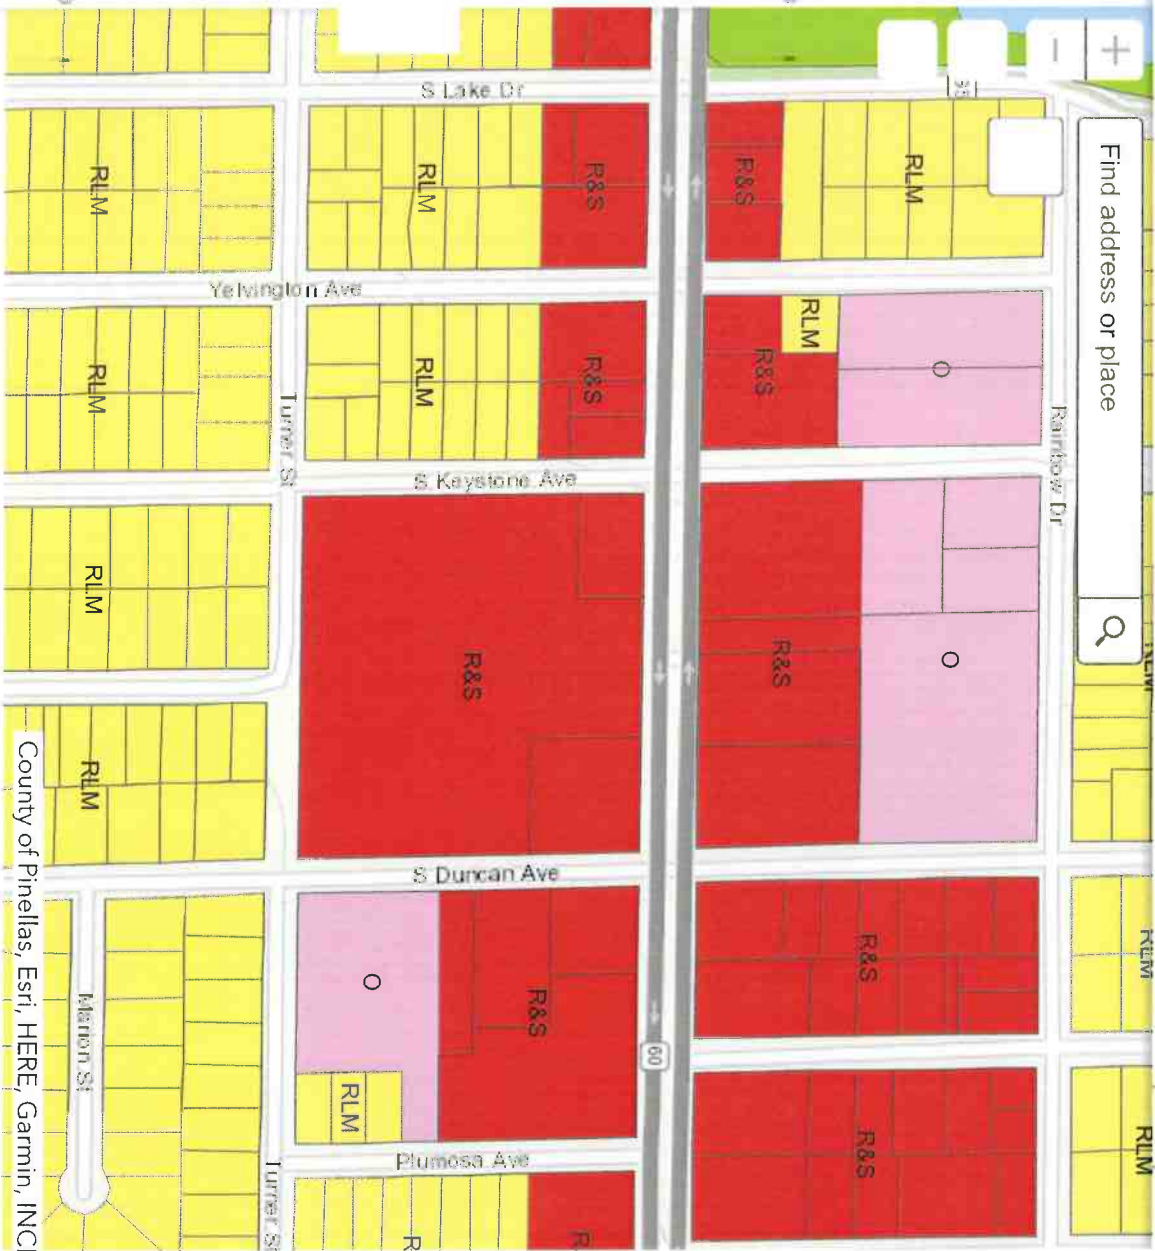 +
−
Find address or place
RLM
RLM
RLM
S Lake Dr
RLM
RLM
R&S
R&S
RLM
Yelvington Ave
RLM
RLM
R&S
R&S
RLM
O
Rainbow Dr
Turner St
S Keystone Ave
RLM
R&S
R&S
O
RLM
S Duncan Ave
O
R&S
R&S
RLM
60
Marion St
Plumosa Ave
R&S
Turner St
R
R
County of Pinellas, Esri, HERE, Garmin, INC